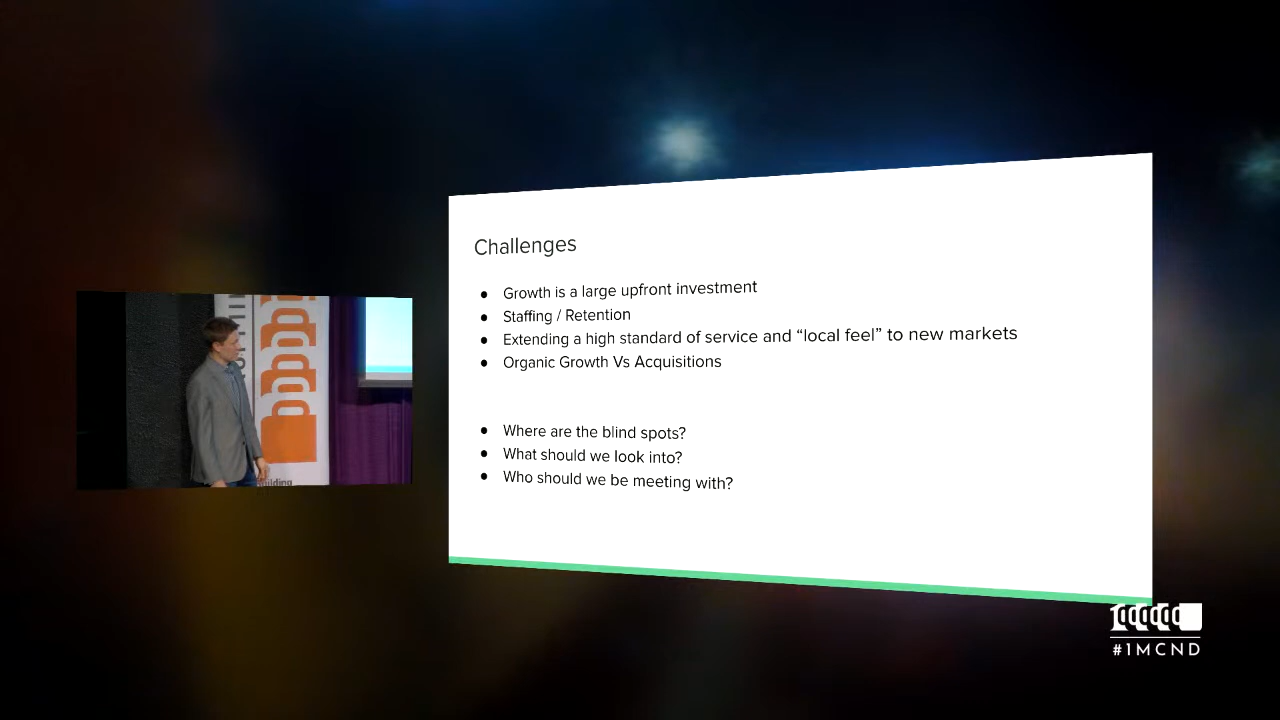 Challenges
● Growth is a large upfront investment
● Staffing / Retention
● Extending a high standard of service and “local feel” to new markets
● Organic Growth Vs Acquisitions
● Where are the blind spots?
● What should we look into?
● Who should we be meeting with?
#1MCND